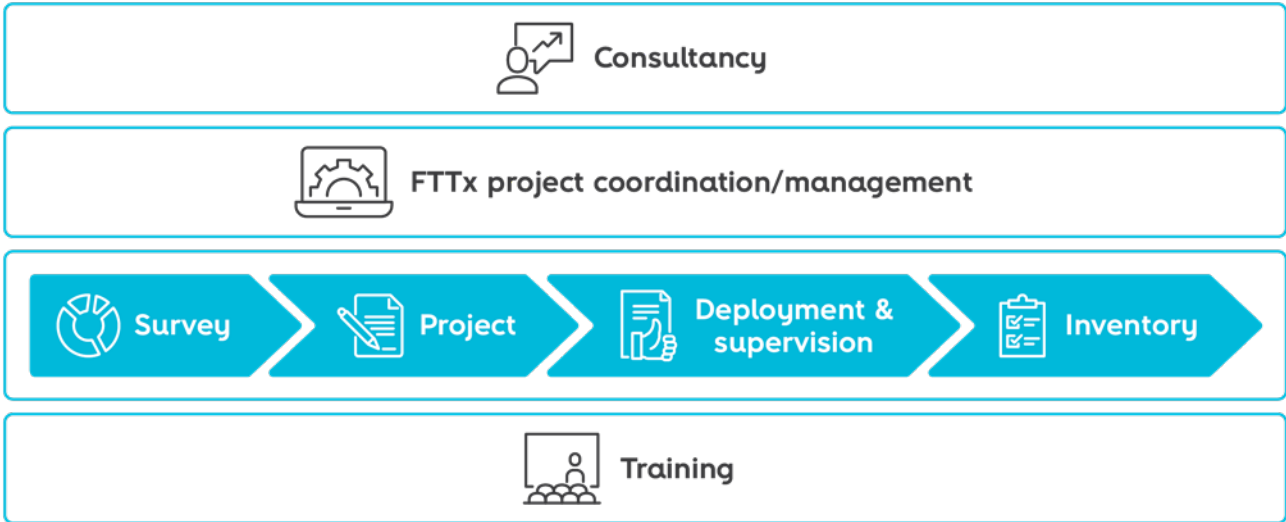 Consultancy
FTTx project coordination/management
Survey
Project
Deployment &
supervision
Inventory
Training